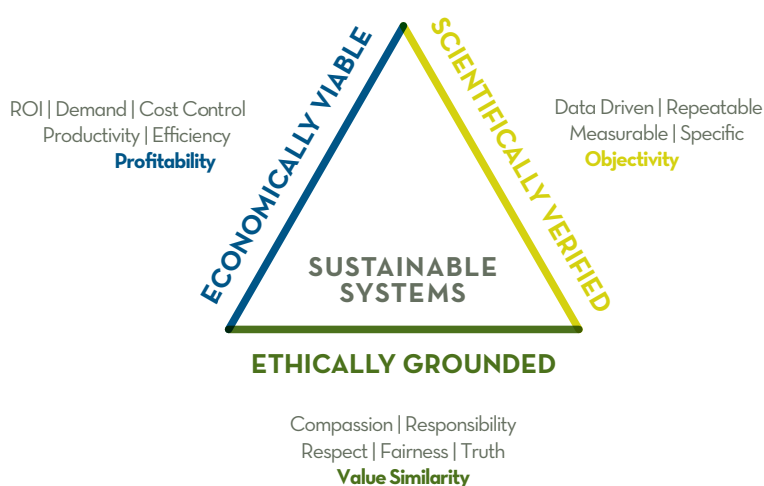 ECONOMICALLY VIABLE
SCIENTIFICALLY VERIFIED
ROI | Demand | Cost Control
Productivity | Efficiency
Profitability
Data Driven | Repeatable
Measurable | Specific
Objectivity
SUSTAINABLE
SYSTEMS
ETHICALLY GROUNDED
Compassion | Responsibility
Respect | Fairness | Truth
Value Similarity